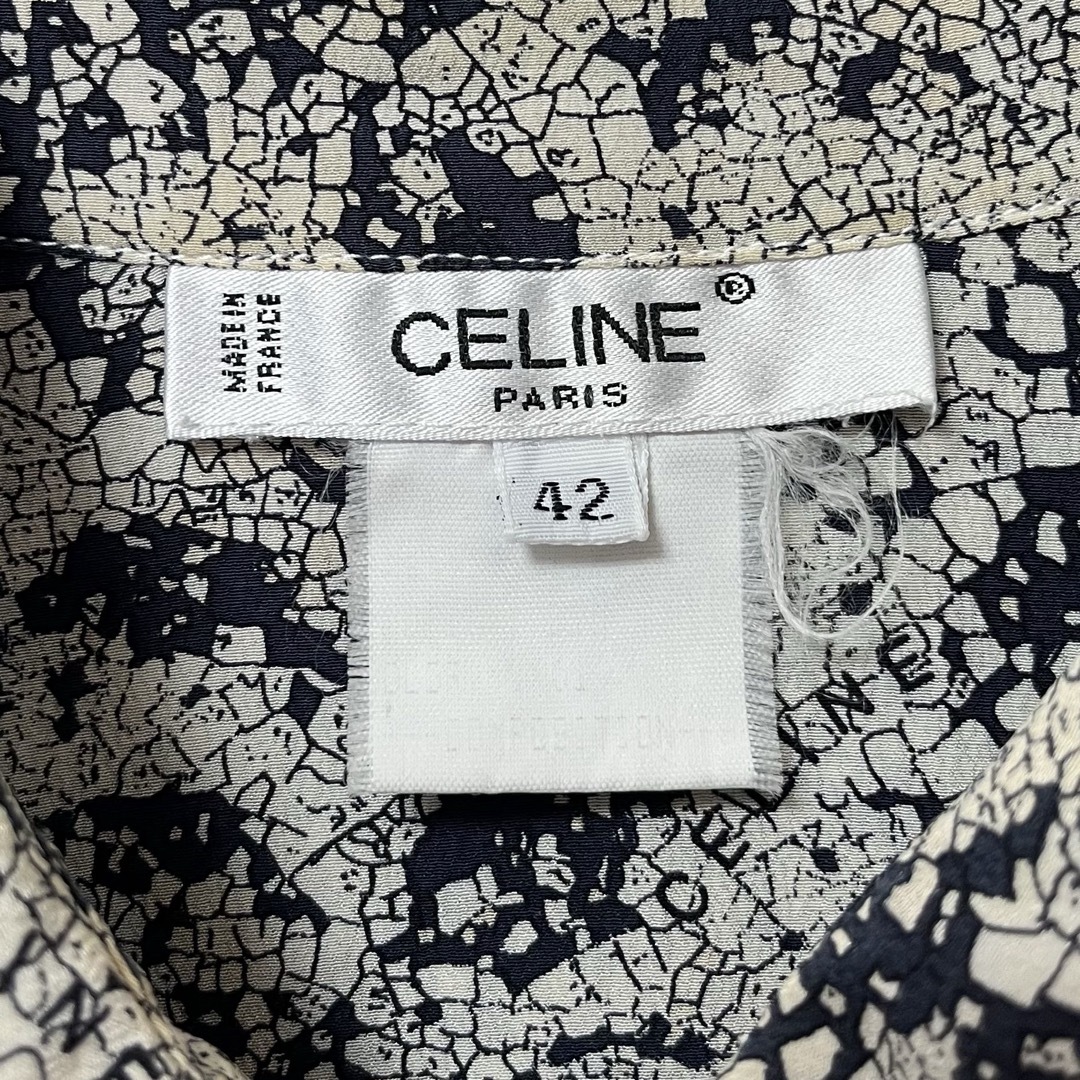 MADE IN
FRANCE
CELINE®
PARIS
42
CELINE